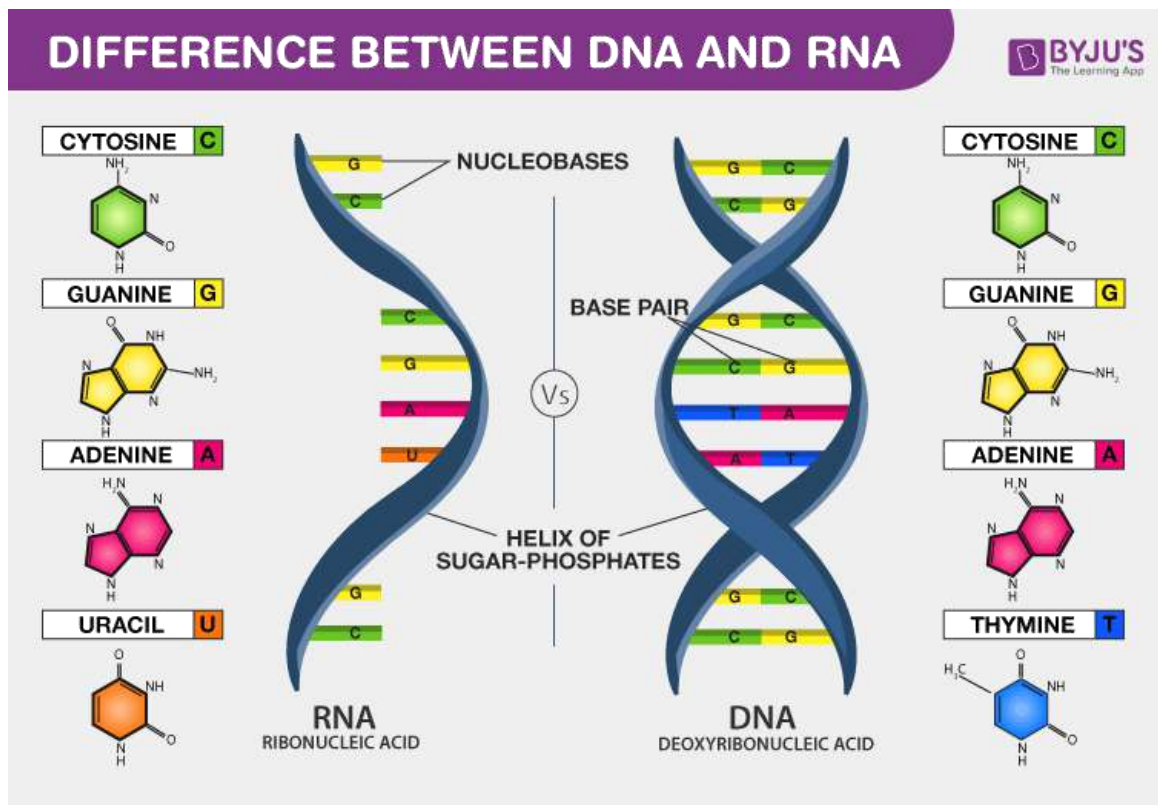 DIFFERENCE BETWEEN DNA AND RNA
BYJU'S
The Learning App
CYTOSINE C
NH2
N
O
N
H
GUANINE G
O
NH
N
NH2
N
N
H
ADENINE A
H2N
N
N
N
N
H
URACIL U
O
NH
O
N
H
G
C
C
G
A
U
G
C
RNA
RIBONUCLEIC ACID
NUCLEOBASES
BASE PAIR
Vs
HELIX OF
SUGAR-PHOSPHATES
G C
C G
G C
C G
T A
A T
G C
C G
DNA
DEOXYRIBONUCLEIC ACID
CYTOSINE C
NH2
N
O
N
H
GUANINE G
O
NH
N
NH2
N
N
H
ADENINE A
H2N
N
N
N
N
H
THYMINE T
O
H3C
NH
O
N
H